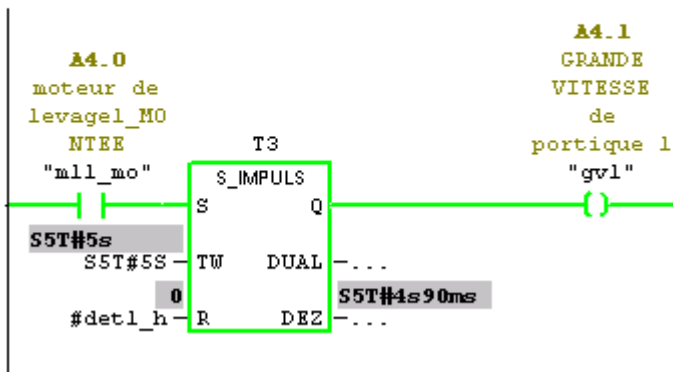 A4.0
moteur de
levage1_MO
NTEE
"ml1_mo"
A4.1
GRANDE
VITESSE
de
portique 1
"gv1"
T3
S_IMPULS
S
Q
S5T#5s
S5T#5S
TW
DUAL
...
0
S5T#4s90ms
#det1_h
R
DEZ
...